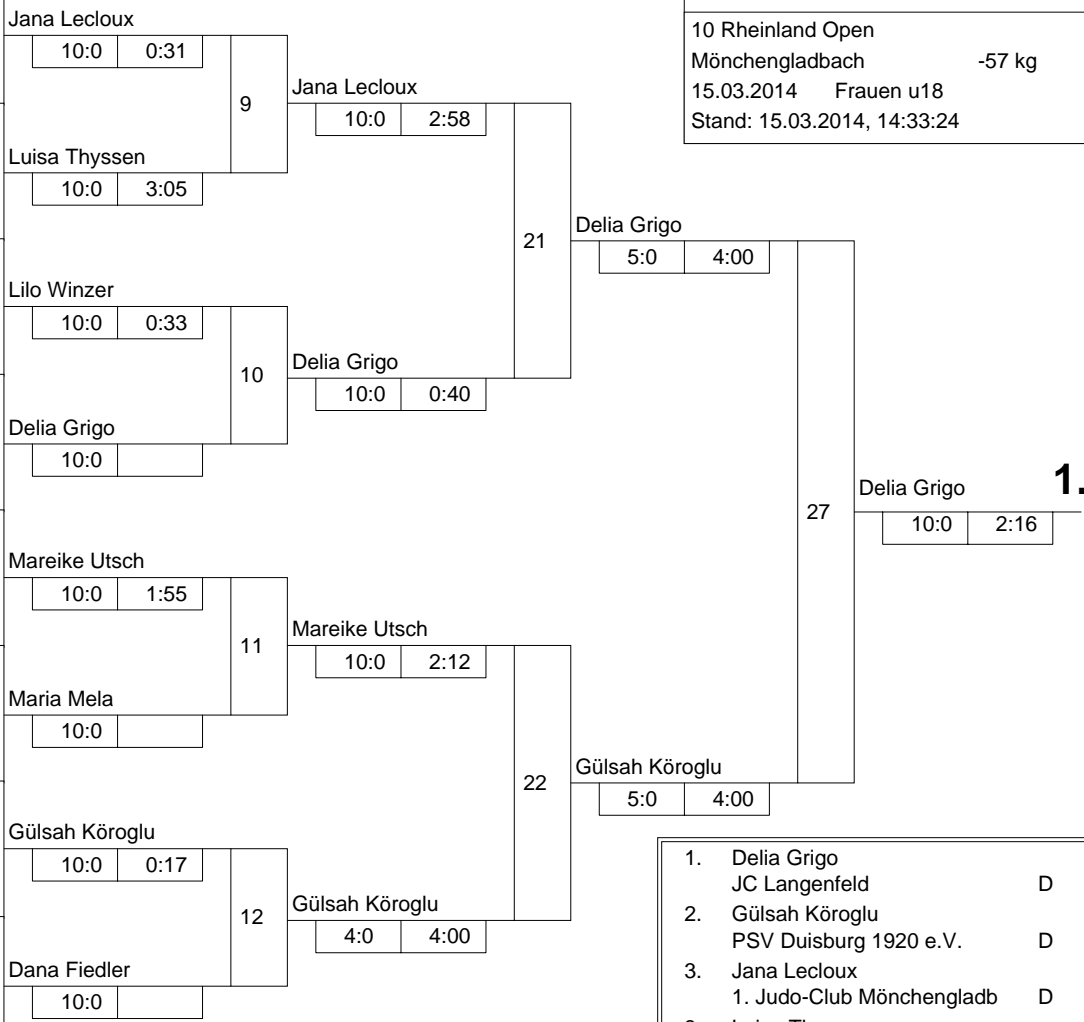 10 Rheinland Open
Mönchengladbach -57 kg
15.03.2014 Frauen u18
Stand: 15.03.2014, 14:33:24
Jana Lecloux
10:0 0:31
9
Luisa Thyssen
10:0 3:05
Lilo Winzer
10:0 0:33
10
Delia Grigo
10:0
Mareike Utsch
10:0 1:55
11
Maria Mela
10:0
Gülsah Köroglu
10:0 0:17
12
Dana Fiedler
10:0
Jana Lecloux
10:0 2:58
21
Delia Grigo
10:0 0:40
Mareike Utsch
10:0 2:12
22
Gülsah Köroglu
4:0 4:00
Delia Grigo
5:0 4:00
27
Gülsah Köroglu
5:0 4:00
Delia Grigo 1.
10:0 2:16
1. Delia Grigo
JC Langenfeld D
2. Gülsah Köroglu
PSV Duisburg 1920 e.V. D
3. Jana Lecloux
1. Judo-Club Mönchengladb D